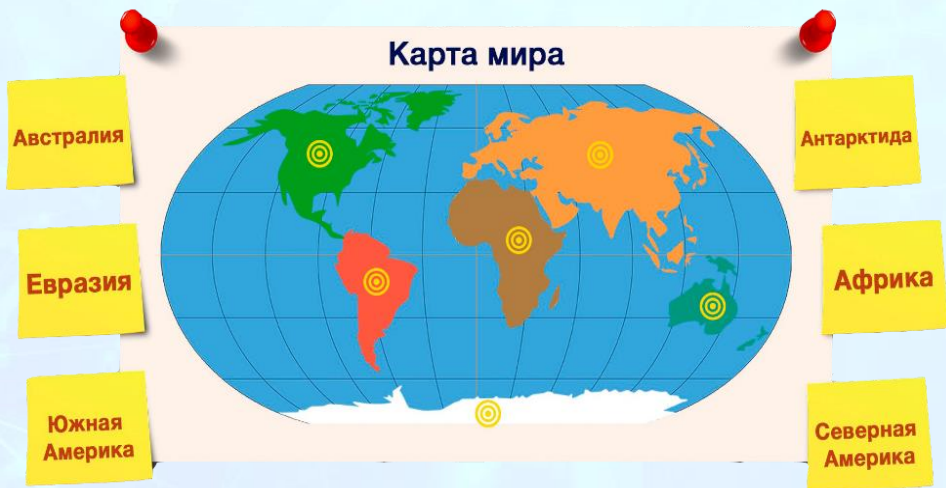 Карта мира
Австралия
Евразия
Южная
Америка
Антарктида
Африка
Северная
Америка